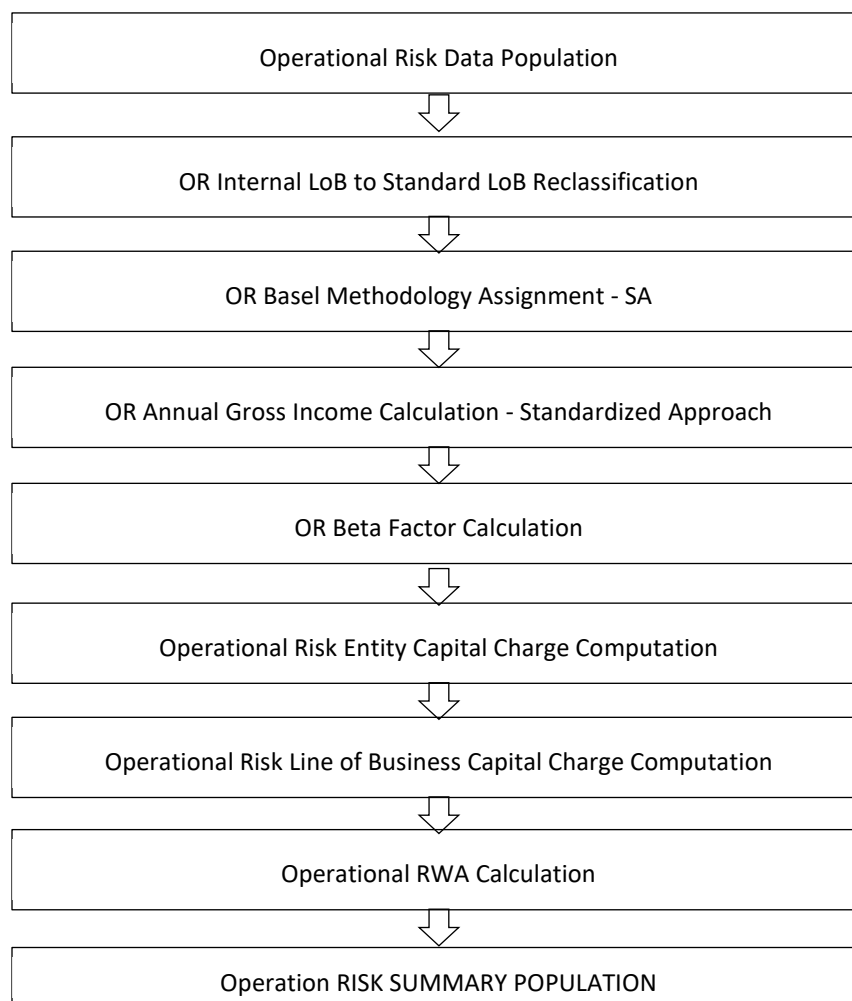 Operational Risk Data Population
OR Internal LoB to Standard LoB Reclassification
OR Basel Methodology Assignment - SA
OR Annual Gross Income Calculation - Standardized Approach
OR Beta Factor Calculation
Operational Risk Entity Capital Charge Computation
Operational Risk Line of Business Capital Charge Computation
Operational RWA Calculation
Operation RISK SUMMARY POPULATION